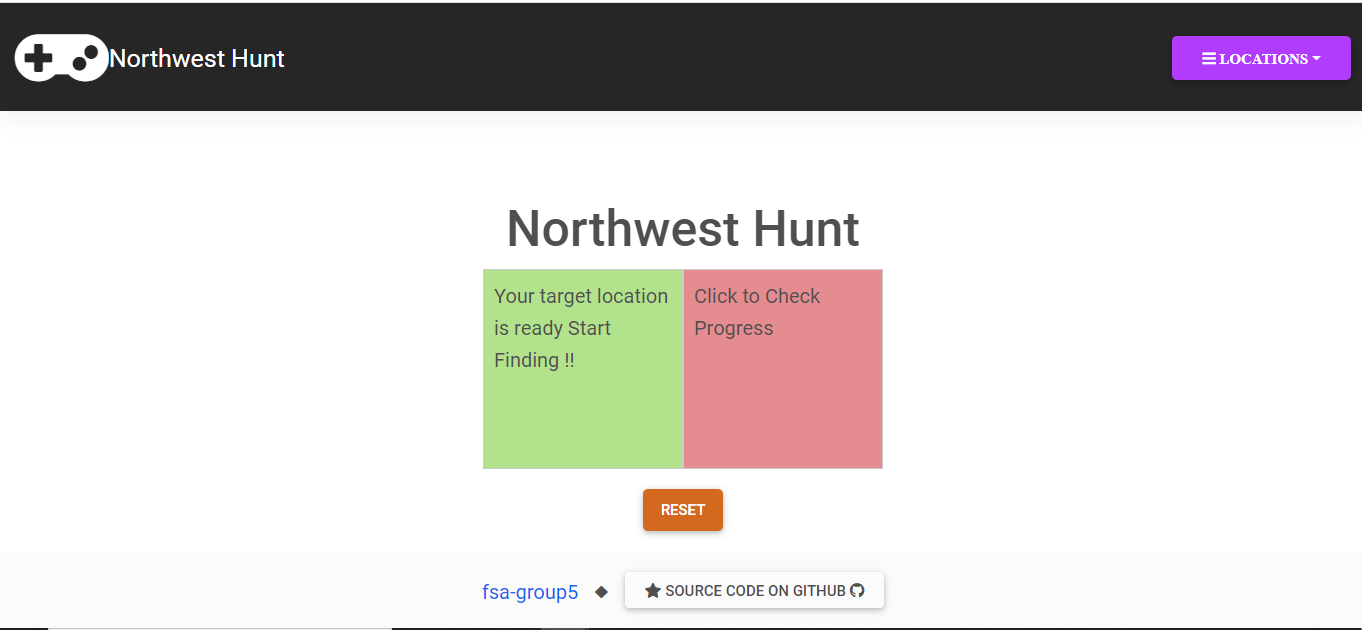 Northwest Hunt
LOCATIONS
Northwest Hunt
Your target location
is ready Start
Finding !!
Click to Check
Progress
RESET
fsa-group5
SOURCE CODE ON GITHUB